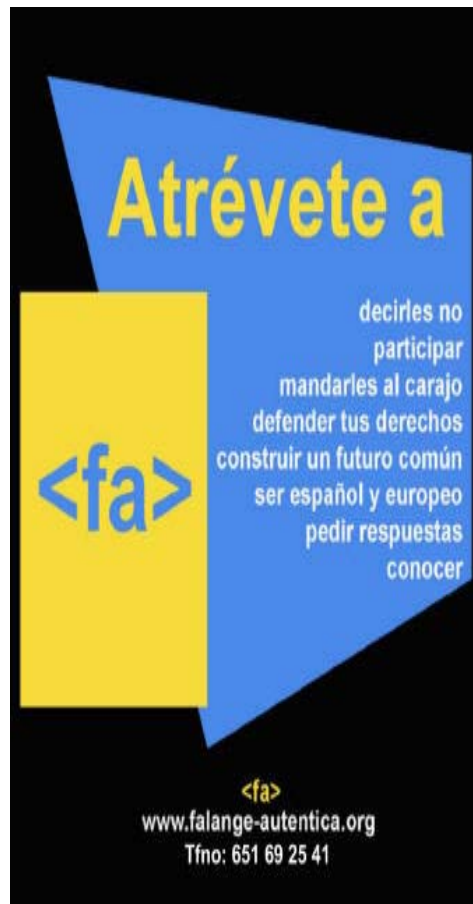 Atrévete a
decirles no
participar
mandarles al carajo
defender tus derechos
construir un futuro común
ser español y europeo
pedir respuestas
conocer
<fa>
<fa>
www.falange-autentica.org
Tfno: 651 69 25 41